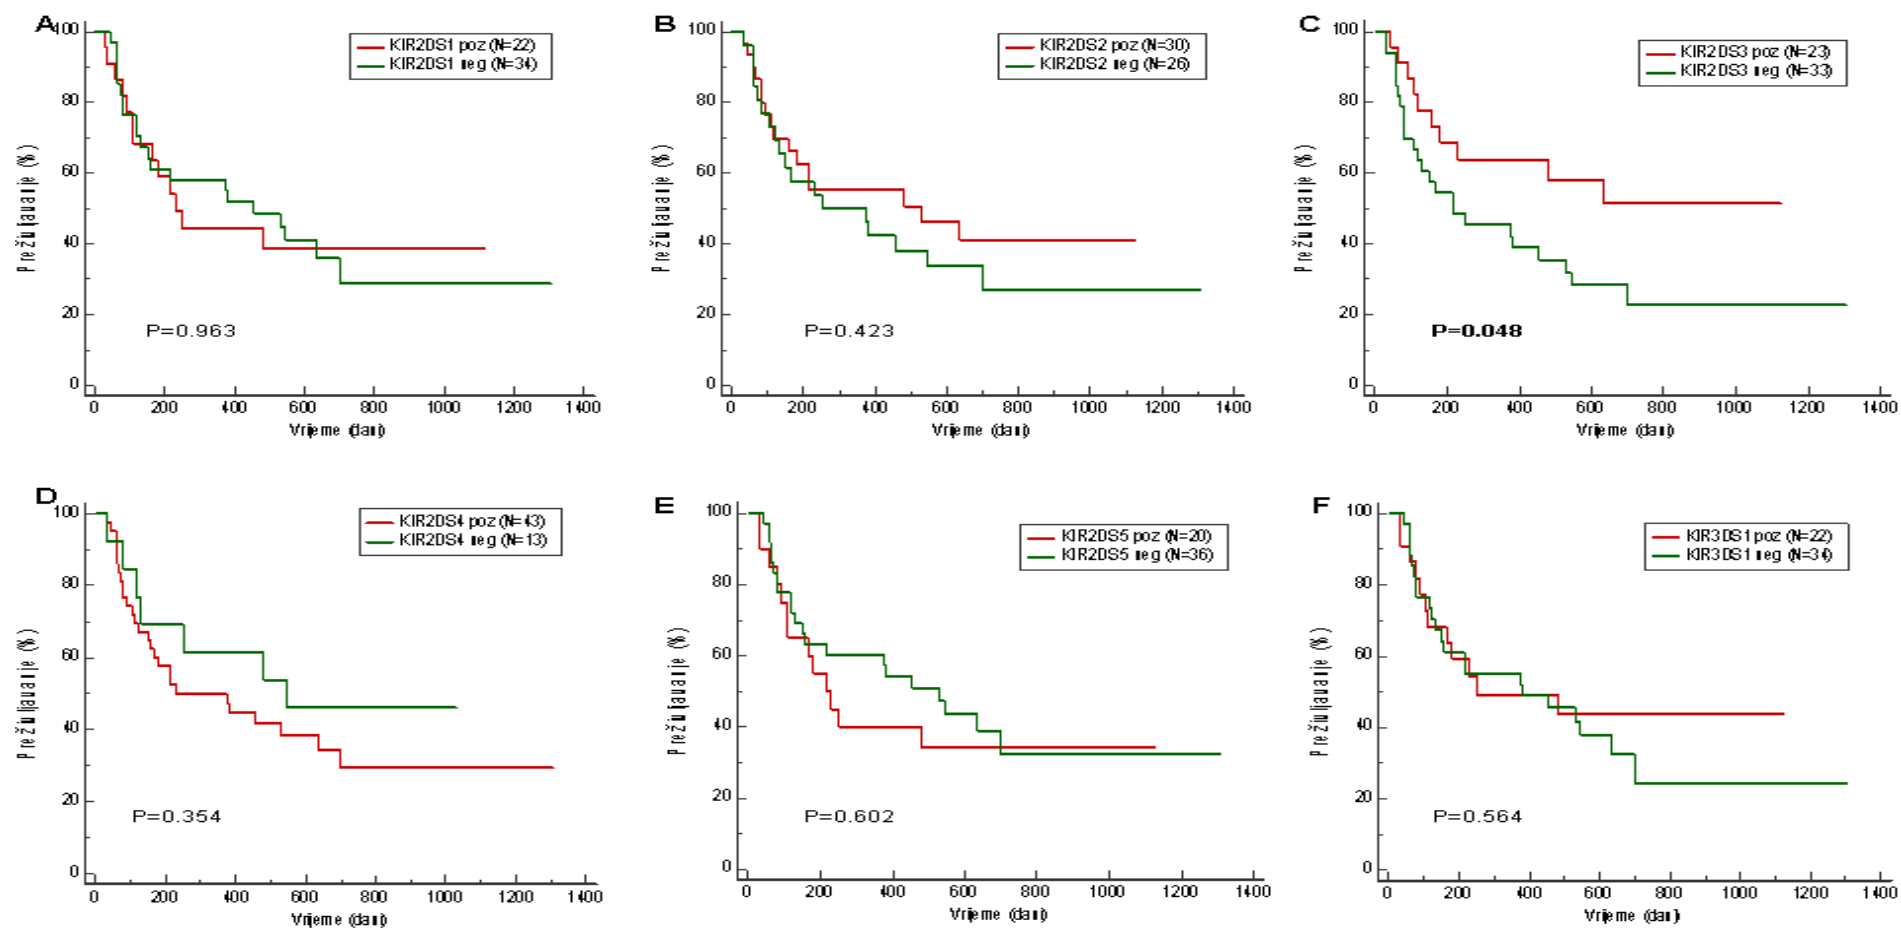 A
KIR2DS1 poz (N=22)
KIR2DS1 neg (N=34)
100
80
60
40
20
0
Preživljavanje (%)
P=0.963
0 200 400 600 800 1000 1200 1400
Vrijeme (dani)
B
KIR2DS2 poz (N=30)
KIR2DS2 neg (N=26)
100
80
60
40
20
0
Preživljavanje (%)
P=0.423
0 200 400 600 800 1000 1200 1400
Vrijeme (dani)
C
KIR2DS3 poz (N=23)
KIR2DS3 neg (N=33)
100
80
60
40
20
0
Preživljavanje (%)
P=0.048
0 200 400 600 800 1000 1200 1400
Vrijeme (dani)
D
KIR2DS4 poz (N=43)
KIR2DS4 neg (N=13)
100
80
60
40
20
0
Preživljavanje (%)
P=0.354
0 200 400 600 800 1000 1200 1400
Vrijeme (dani)
E
KIR2DS5 poz (N=20)
KIR2DS5 neg (N=36)
100
80
60
40
20
0
Preživljavanje (%)
P=0.602
0 200 400 600 800 1000 1200 1400
Vrijeme (dani)
F
KIR3DS1 poz (N=22)
KIR3DS1 neg (N=34)
100
80
60
40
20
0
Preživljavanje (%)
P=0.564
0 200 400 600 800 1000 1200 1400
Vrijeme (dani)